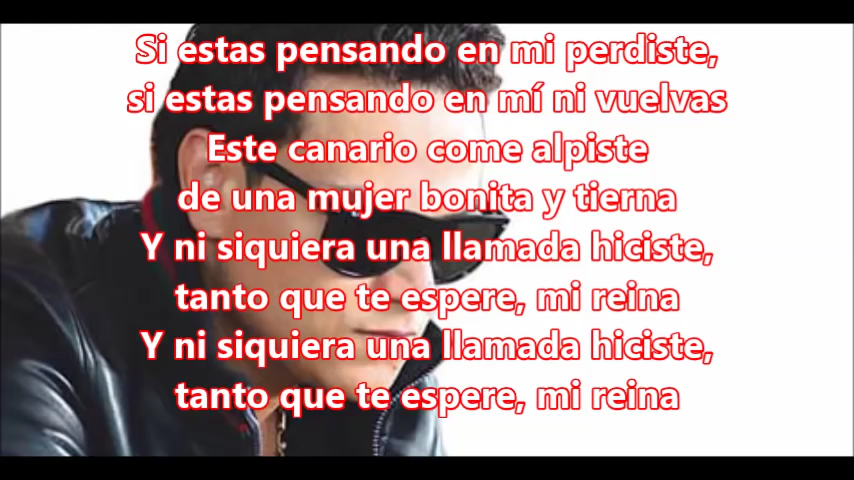 Si estas pensando en mi perdiste,
si estas pensando en mí ni vuelvas
Este canario come alpiste
de una mujer bonita y tierna
Y ni siquiera una llamada hiciste,
tanto que te espere, mi reina
Y ni siquiera una llamada hiciste,
tanto que te espere, mi reina